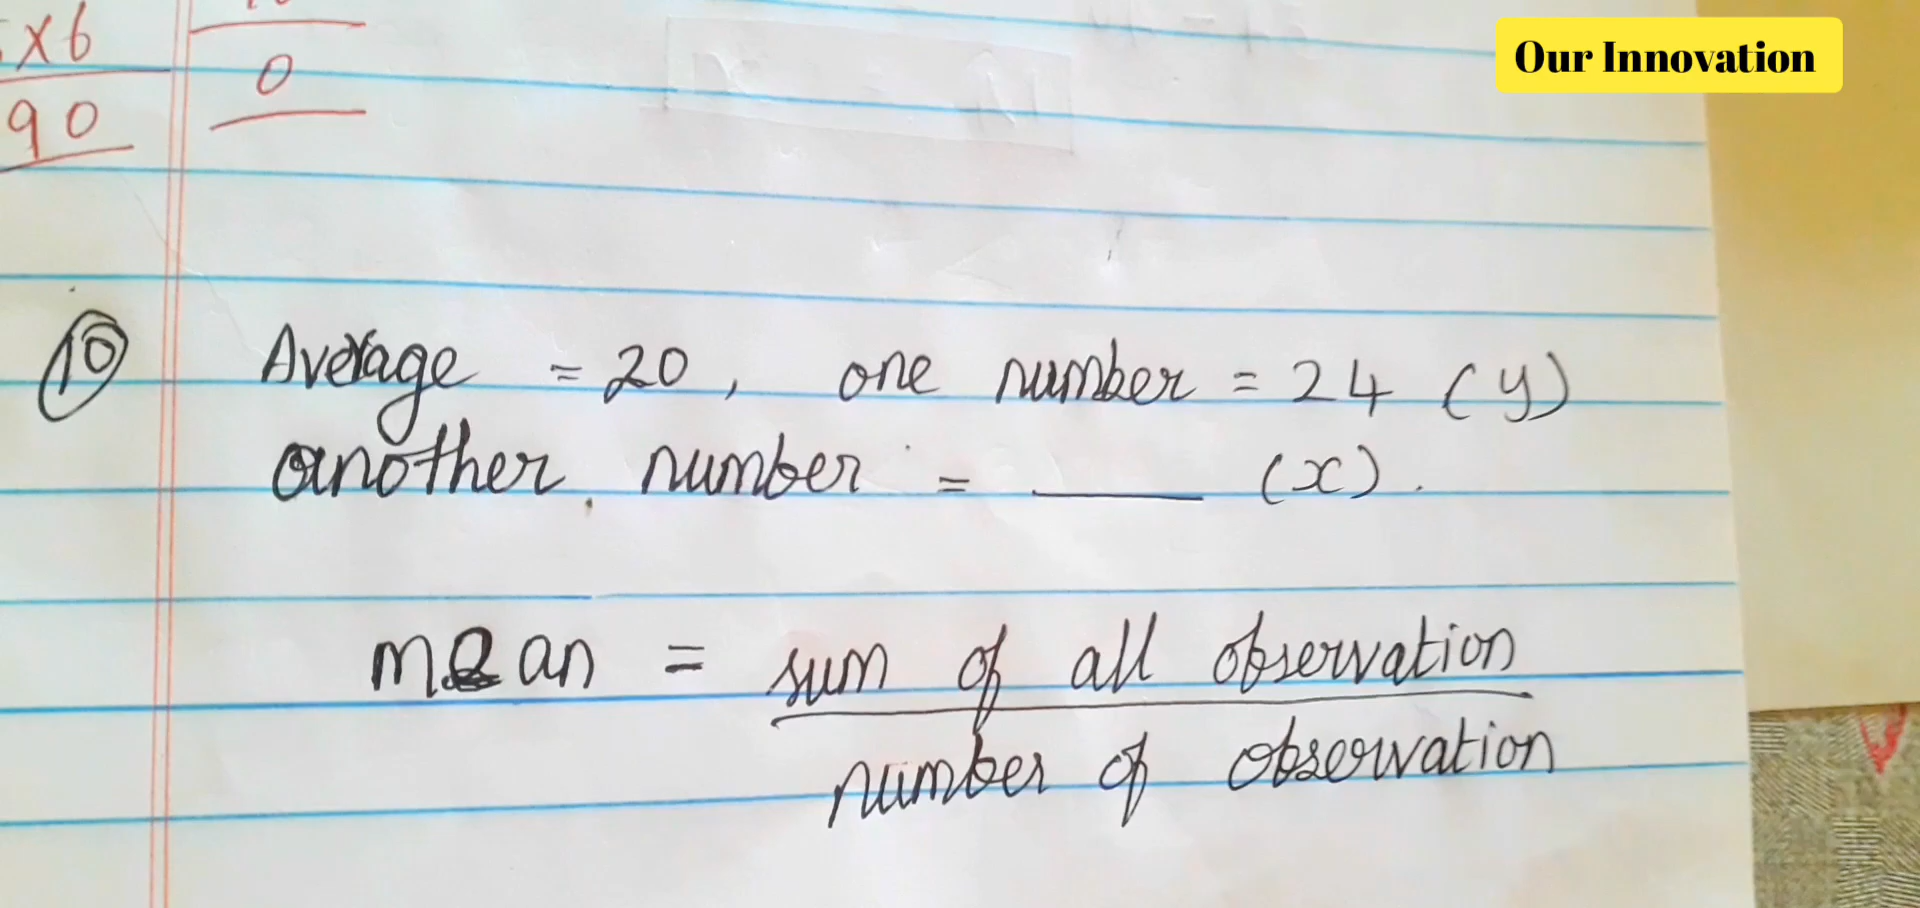 x6
90
0
Our Innovation
10 Average = 20, one number = 24 (y)
another number = ____ (x).
mean = sum of all observation
number of observation